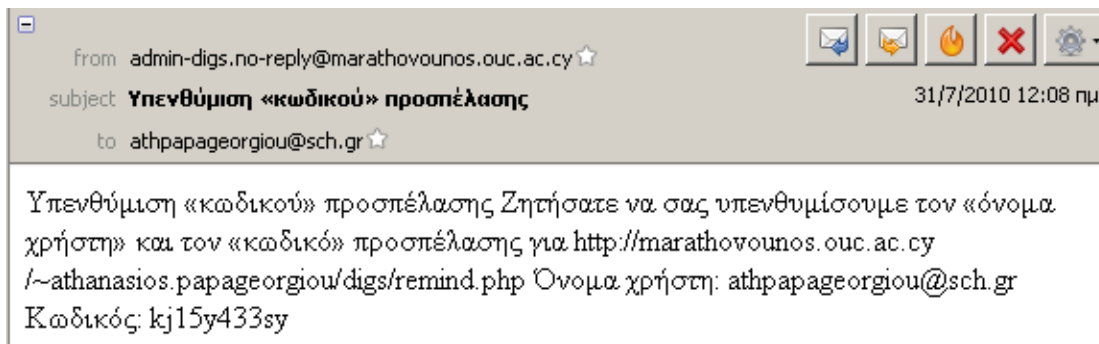 from admin-digs.no-reply@marathovounos.ouc.ac.cy
subject Υπενθύμιση «κωδικού» προσπέλασης
31/7/2010 12:08 πμ
to athpapageorgiou@sch.gr
Υπενθύμιση «κωδικού» προσπέλασης Ζητήσατε να σας υπενθυμίσουμε τον «όνομα
χρήστη» και τον «κωδικό» προσπέλασης για http://marathovounos.ouc.ac.cy
/~athanasios.papageorgiou/digs/remind.php Όνομα χρήστη: athpapageorgiou@sch.gr
Κωδικός: kj15y433sy